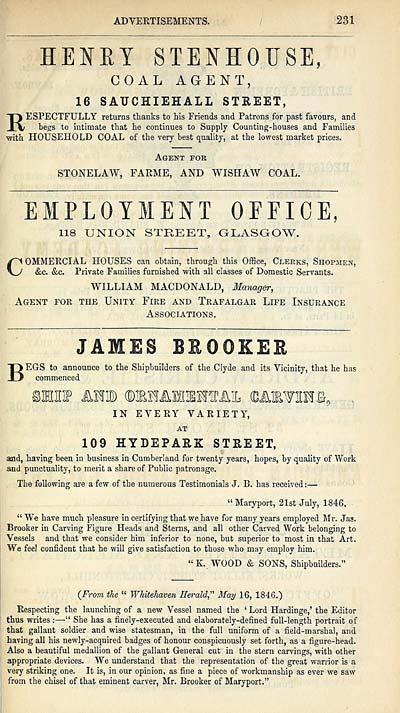 ADVERTISEMENTS. 231
HENRY STENHOUSE,
COAL AGENT,
16 SAUCHIEHALL STREET,
RESPECTFULLY returns thanks to his Friends and Patrons for past favours, and
begs to intimate that he continues to Supply Counting-houses and Families
with HOUSEHOLD COAL of the very best quality, at the lowest market prices.
AGENT FOR
STONELAW, FARME, AND WISHAW COAL.
EMPLOYMENT OFFICE,
118 UNION STREET, GLASGOW.
COMMERCIAL HOUSES can obtain, through this Office, CLERKS, SHOPMEN,
&c. &c. Private Families furnished with all classes of Domestic Servants.
WILLIAM MACDONALD, Manager,
AGENT FOR THE UNITY FIRE AND TRAFALGAR LIFE INSURANCE
ASSOCIATIONS.
JAMES BROOKER
BEGS to announce to the Shipbuilders of the Clyde and its Vicinity, that he has
commenced
SHIP AND ORNAMENTAL CARVING,
IN EVERY VARIETY,
AT
109 HYDEPARK STREET,
and, having been in business in Cumberland for twenty years, hopes, by quality of Work
and punctuality, to merit a share of Public patronage.
The following are a few of the numerous Testimonials J. B. has received:—
"Maryport, 21st July, 1846.
"We have much pleasure in certifying that we have for many years employed Mr. Jas.
Brooker in Carving Figure Heads and Sterns, and all other Carved Work belonging to
Vessels and that we consider him inferior to none, but superior to most in that Art.
We feel confident that he will give satisfaction to those who may employ him.
"K. WOOD & SONS, Shipbuilders."
(From the "Whitehaven Herald," May 16, 1846.)
Respecting the launching of a new Vessel named the 'Lord Hardinge,' the Editor
thus writes:—"She has a finely-executed and elaborately-defined full-length portrait of
that gallant soldier and wise statesman, in the full uniform of a field-marshal, and
having all his newly-acquired badges of honour conspicuously set forth, as a figure-head.
Also a beautiful medallion of the gallant General cut in the stern carvings, with other
appropriate devices. We understand that the representation of the great warrior is a
very striking one. It is, in our opinion, as fine a piece of workmanship as ever we saw
from the chisel of that eminent carver, Mr. Brooker of Maryport."